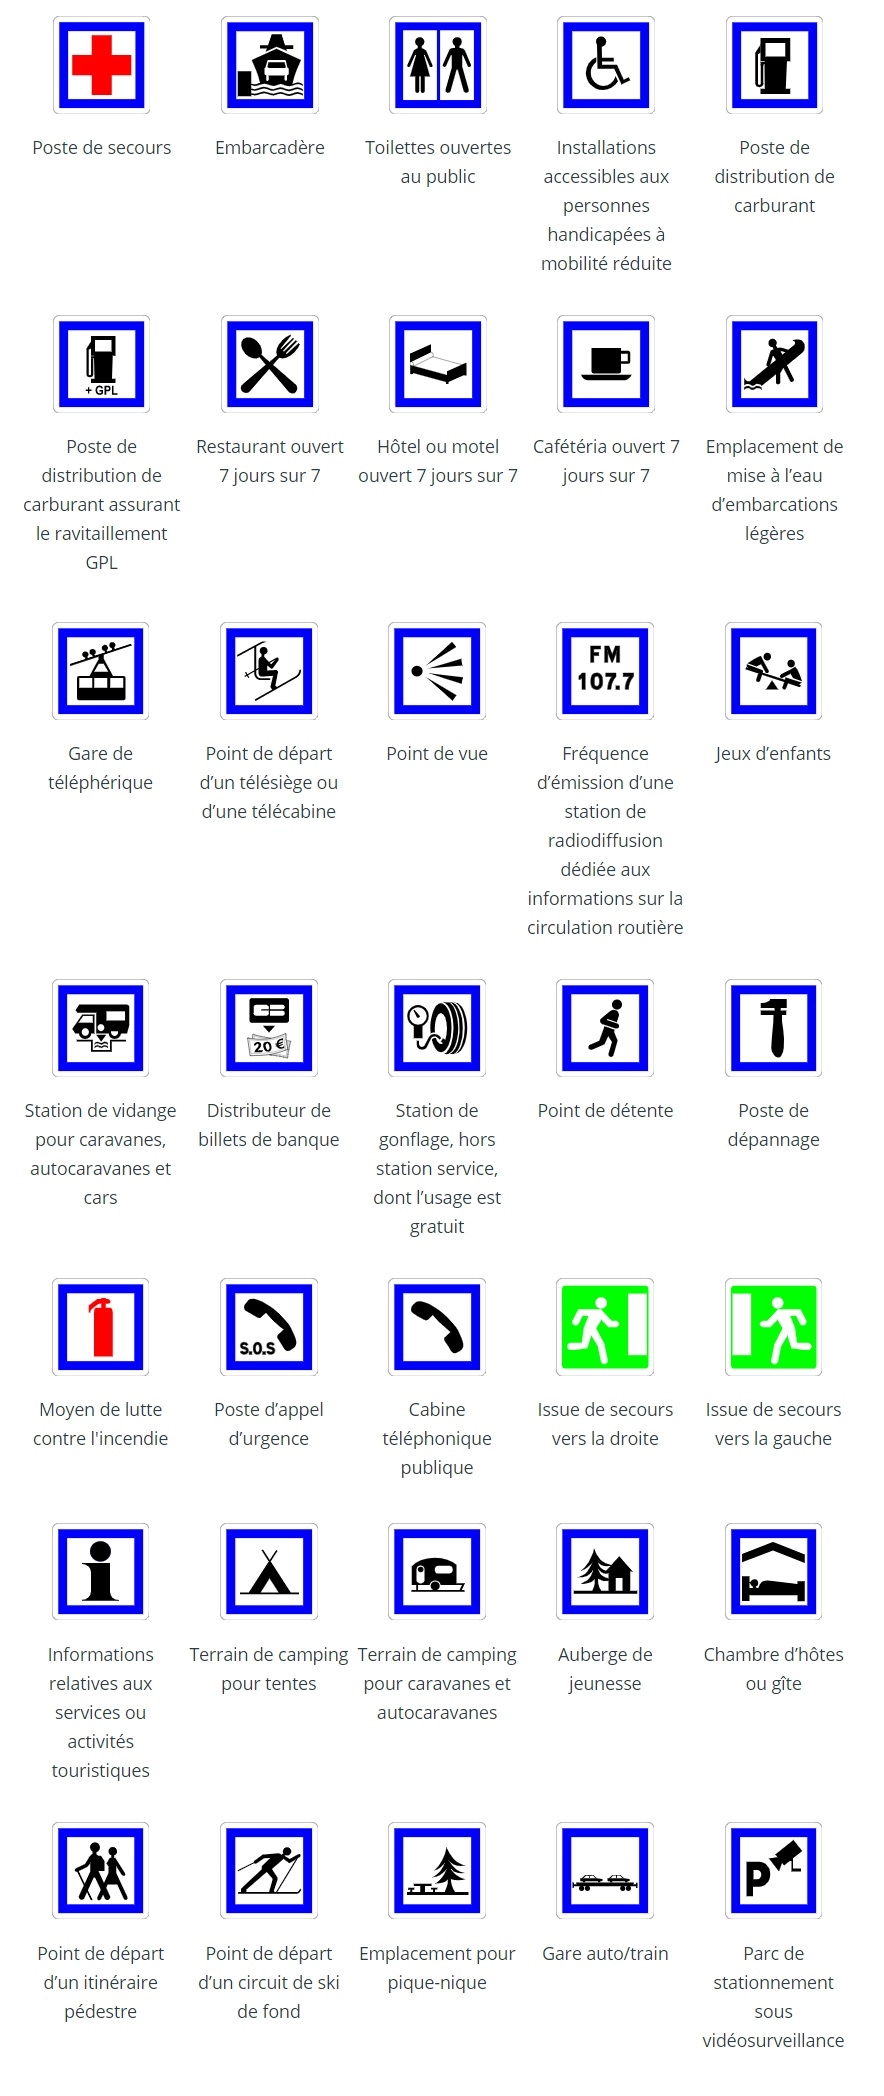 Poste de secours
Embarcadère
Toilettes ouvertes
au public
Installations
accessibles aux
personnes
handicapées à
mobilité réduite
Poste de
distribution de
carburant
+ GPL
Poste de
distribution de
carburant assurant
le ravitaillement
GPL
Restaurant ouvert
7 jours sur 7
Hôtel ou motel
ouvert 7 jours sur 7
Cafétéria ouvert 7
jours sur 7
Emplacement de
mise à l’eau
d’embarcations
légères
Gare de
téléphérique
Point de départ
d’un télésiège ou
d’une télécabine
Point de vue
FM
107.7
Fréquence
d’émission d’une
station de
radiodiffusion
dédiée aux
informations sur la
circulation routière
Jeux d’enfants
Station de vidange
pour caravanes,
autocaravanes et
cars
20 €
Distributeur de
billets de banque
Station de
gonflage, hors
station service,
dont l’usage est
gratuit
Point de détente
Poste de
dépannage
Moyen de lutte
contre l'incendie
S.O.S
Poste d’appel
d’urgence
Cabine
téléphonique
publique
Issue de secours
vers la droite
Issue de secours
vers la gauche
i
Informations
relatives aux
services ou
activités
touristiques
Terrain de camping
pour tentes
Terrain de camping
pour caravanes et
autocaravanes
Auberge de
jeunesse
Chambre d’hôtes
ou gîte
Point de départ
d’un itinéraire
pédestre
Point de départ
d’un circuit de ski
de fond
Emplacement pour
pique-nique
Gare auto/train
P
Parc de
stationnement
sous
vidéosurveillance